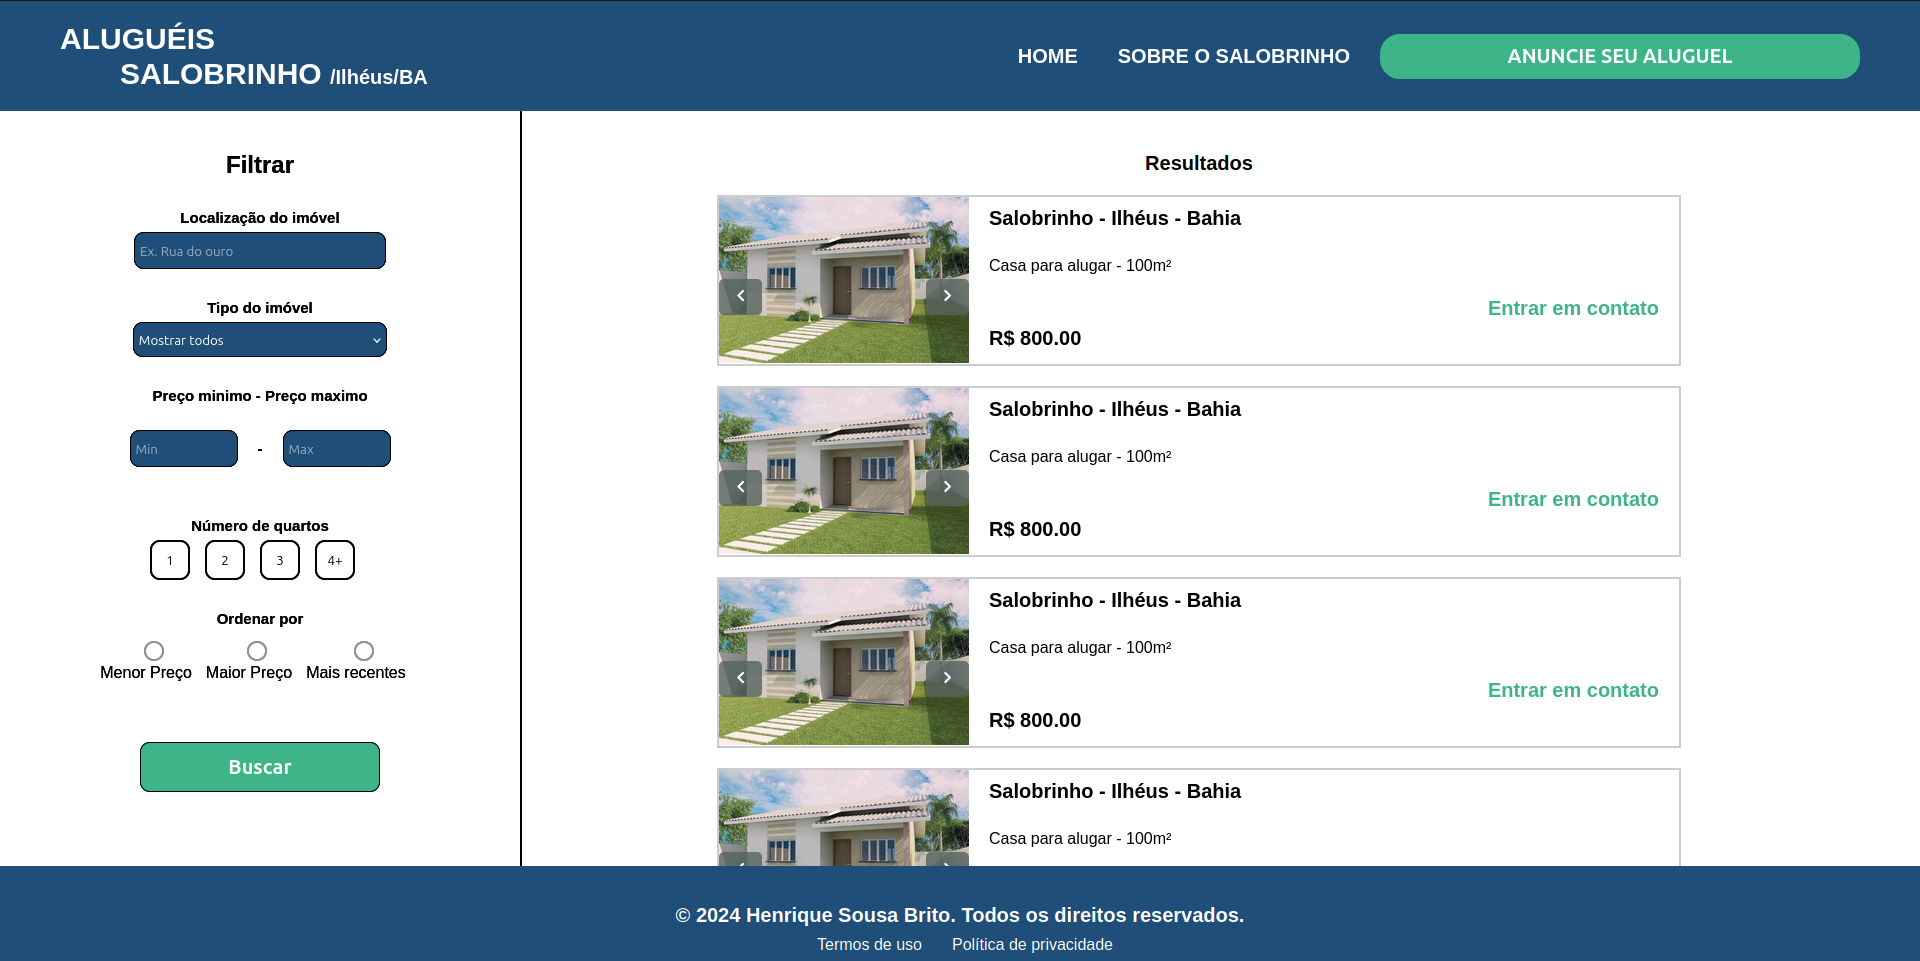 ALUGUÉIS
SALOBRINHO /Ilhéus/BA
HOME
SOBRE O SALOBRINHO
ANUNCIE SEU ALUGUEL
Filtrar
Localização do imóvel
Ex. Rua do ouro
Tipo do imóvel
Mostrar todos
Preço minimo - Preço maximo
Min - Max
Número de quartos
1 2 3 4+
Ordenar por
Menor Preço Maior Preço Mais recentes
Buscar
Resultados
Salobrinho - Ilhéus - Bahia
Casa para alugar - 100m²
Entrar em contato
R$ 800.00
Salobrinho - Ilhéus - Bahia
Casa para alugar - 100m²
Entrar em contato
R$ 800.00
Salobrinho - Ilhéus - Bahia
Casa para alugar - 100m²
Entrar em contato
R$ 800.00
Salobrinho - Ilhéus - Bahia
Casa para alugar - 100m²
© 2024 Henrique Sousa Brito. Todos os direitos reservados.
Termos de uso Política de privacidade